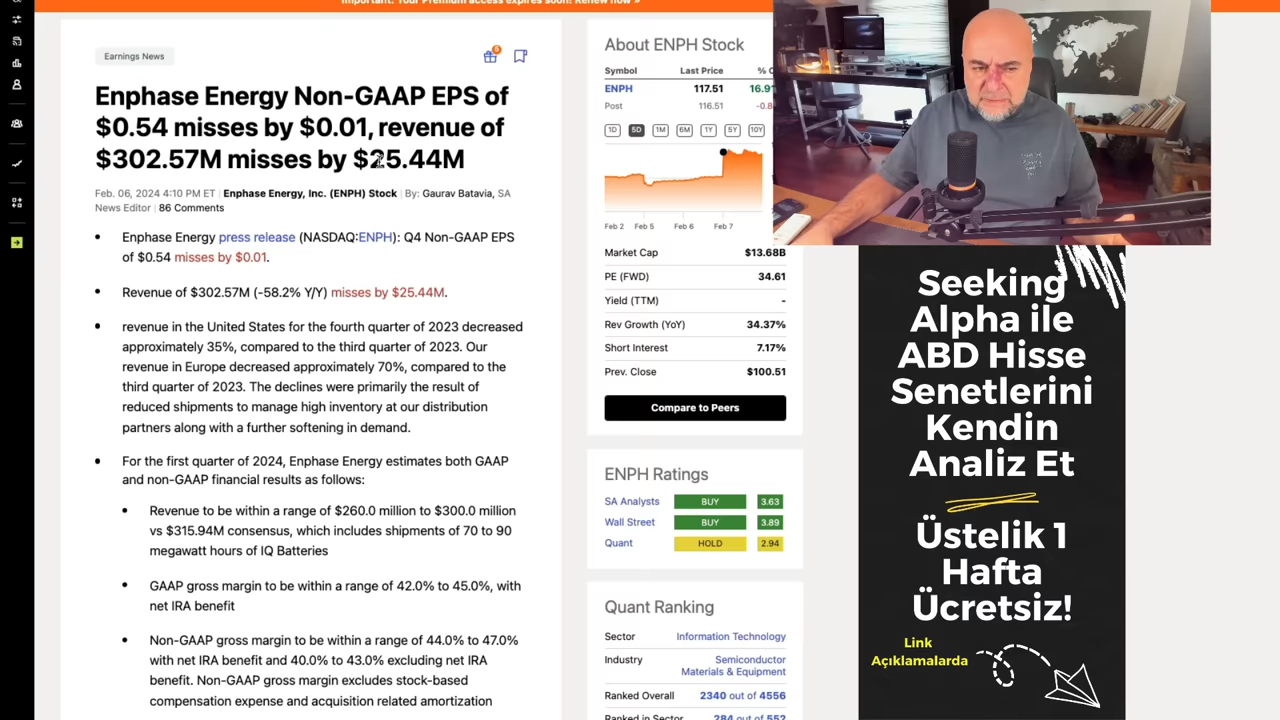 Important: Your Premium access expires soon! Renew now »
Earnings News
6
Enphase Energy Non-GAAP EPS of
$0.54 misses by $0.01, revenue of
$302.57M misses by $25.44M
Feb. 06, 2024 4:10 PM ET | Enphase Energy, Inc. (ENPH) Stock | By: Gaurav Batavia, SA
News Editor | 86 Comments
• Enphase Energy press release (NASDAQ:ENPH): Q4 Non-GAAP EPS
of $0.54 misses by $0.01.
• Revenue of $302.57M (-58.2% Y/Y) misses by $25.44M.
• revenue in the United States for the fourth quarter of 2023 decreased
approximately 35%, compared to the third quarter of 2023. Our
revenue in Europe decreased approximately 70%, compared to the
third quarter of 2023. The declines were primarily the result of
reduced shipments to manage high inventory at our distribution
partners along with a further softening in demand.
• For the first quarter of 2024, Enphase Energy estimates both GAAP
and non-GAAP financial results as follows:
• Revenue to be within a range of $260.0 million to $300.0 million
vs $315.94M consensus, which includes shipments of 70 to 90
megawatt hours of IQ Batteries
• GAAP gross margin to be within a range of 42.0% to 45.0%, with
net IRA benefit
• Non-GAAP gross margin to be within a range of 44.0% to 47.0%
with net IRA benefit and 40.0% to 43.0% excluding net IRA
benefit. Non-GAAP gross margin excludes stock-based
compensation expense and acquisition related amortization
About ENPH Stock
Symbol Last Price % C
ENPH 117.51 16.91
Post 116.51 -0.8
1D 5D 1M 6M 1Y 5Y 10Y
Feb 2 Feb 5 Feb 6 Feb 7
Market Cap $13.68B
PE (FWD) 34.61
Yield (TTM) -
Rev Growth (YoY) 34.37%
Short Interest 7.17%
Prev. Close $100.51
Compare to Peers
ENPH Ratings
SA Analysts BUY 3.63
Wall Street BUY 3.89
Quant HOLD 2.94
Quant Ranking
Sector Information Technology
Industry Semiconductor
Materials & Equipment
Ranked Overall 2340 out of 4556
Ranked in Sector 284 out of 552
Seeking
Alpha ile
ABD Hisse
Senetlerini
Kendin
Analiz Et
Üstelik 1
Hafta
Ücretsiz!
Link
Açıklamalarda